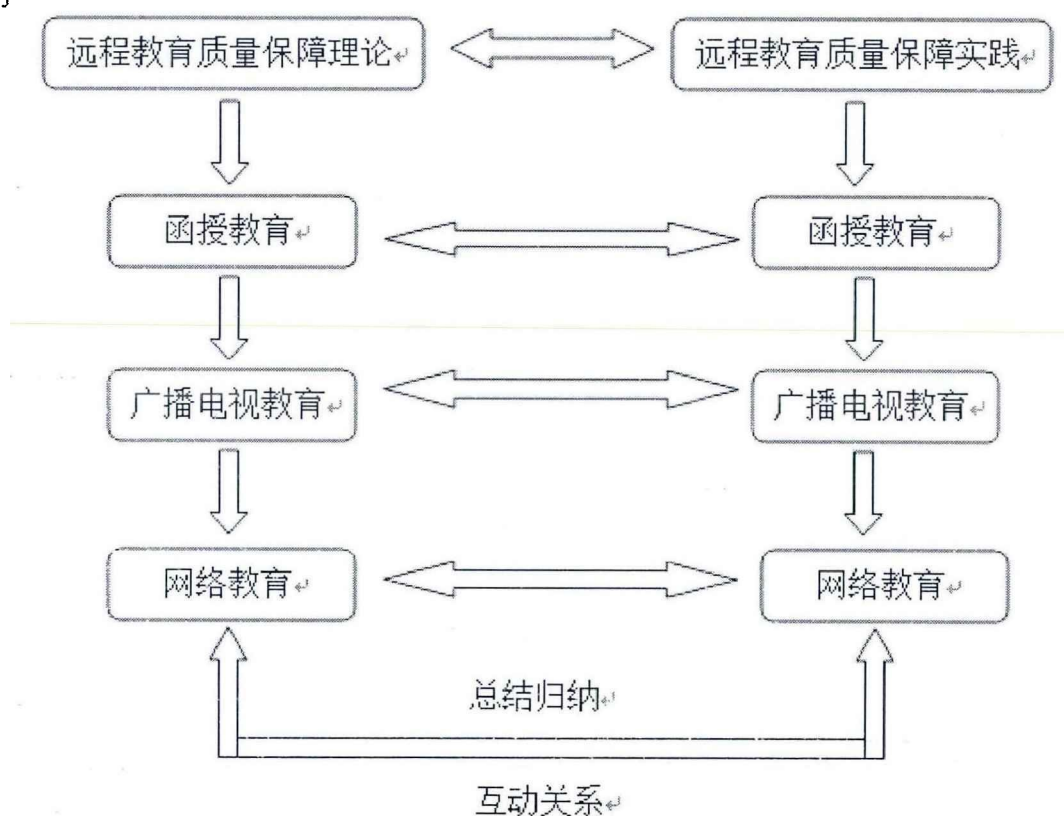 远程教育质量保障理论
远程教育质量保障实践
函授教育
函授教育
广播电视教育
广播电视教育
网络教育
网络教育
总结归纳
互动关系